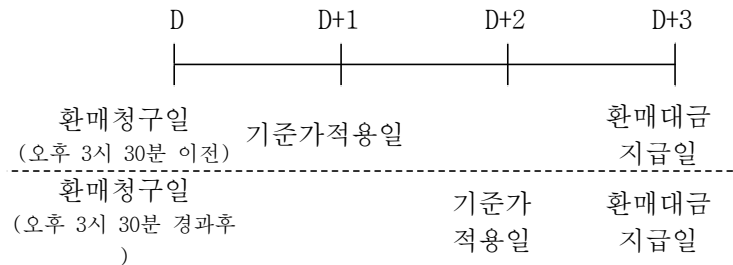 D D+1 D+2 D+3
환매청구일
(오후 3시 30분 이전)
기준가적용일
환매대금
지급일
환매청구일
(오후 3시 30분 경과후
)
기준가
적용일
환매대금
지급일